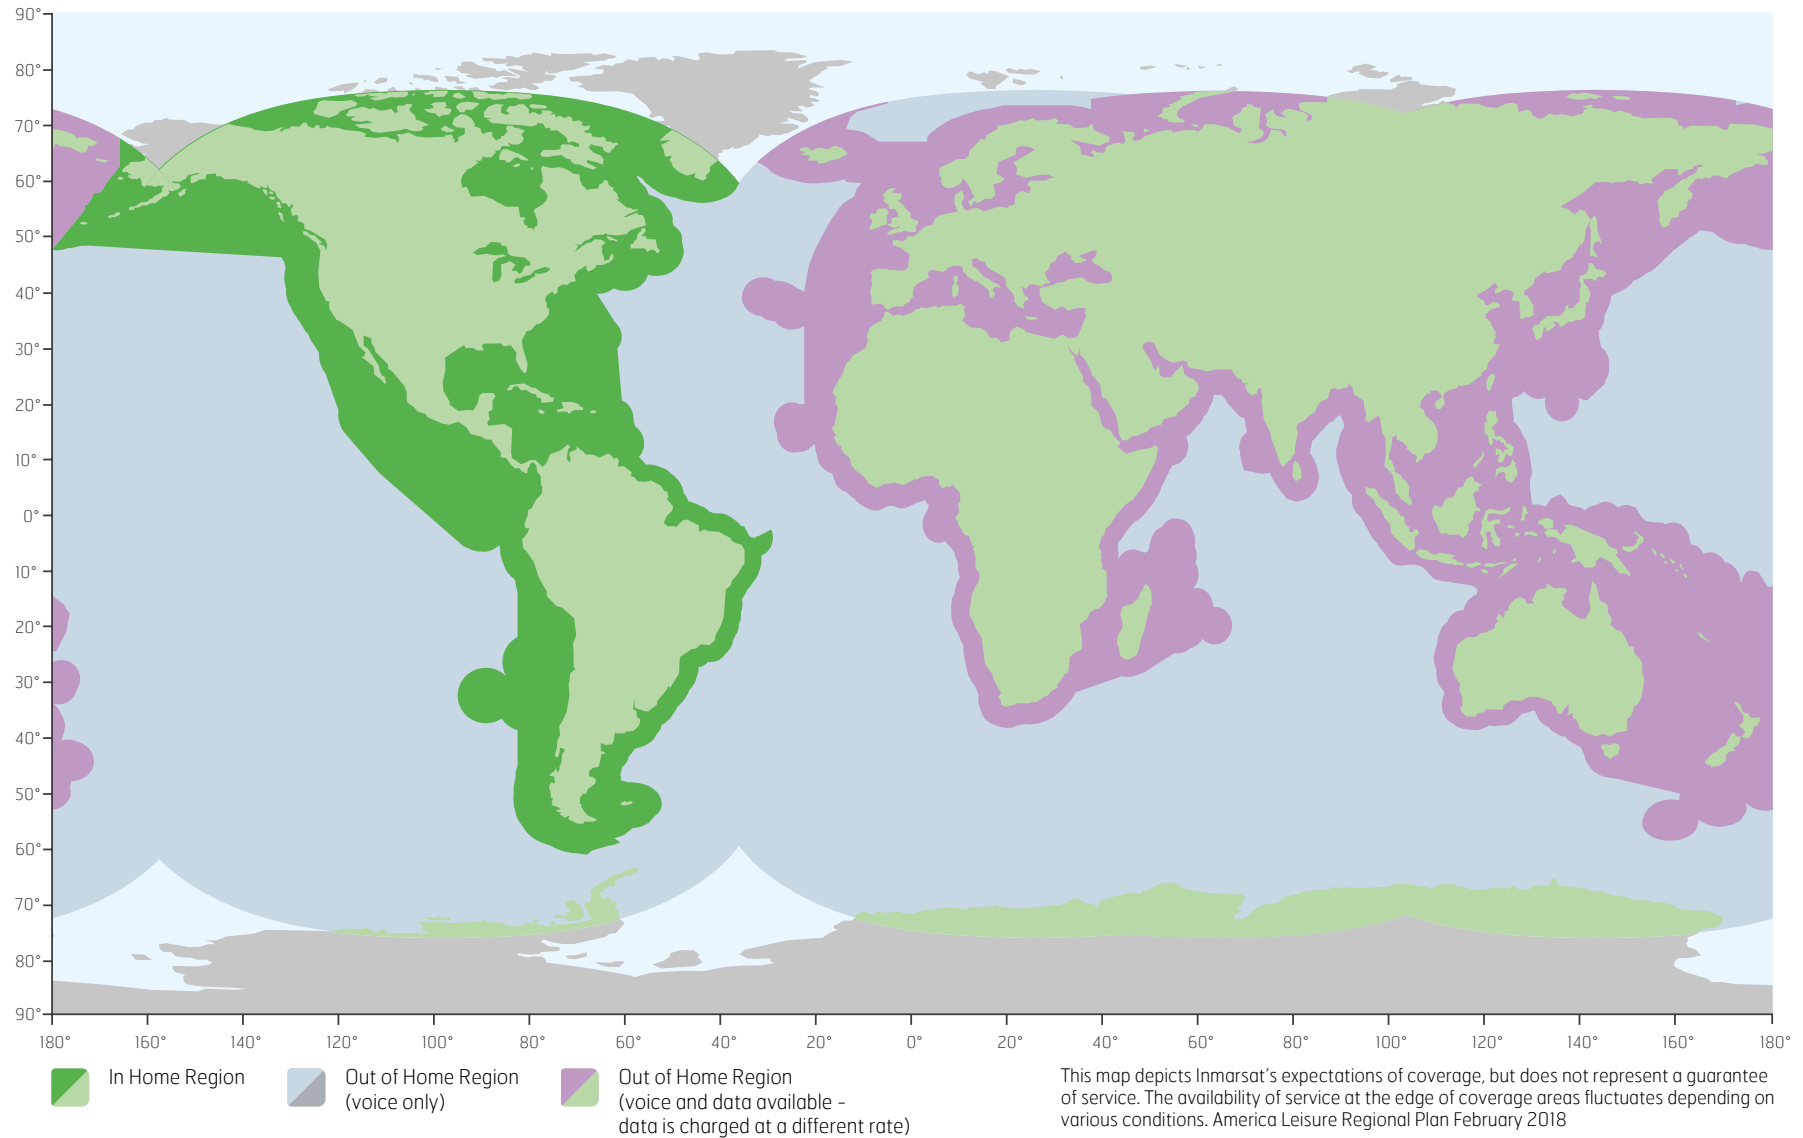 90°
80°
70°
60°
50°
40°
30°
20°
10°
0°
10°
20°
30°
40°
50°
60°
70°
80°
90°
180° 160° 140° 120° 100° 80° 60° 40° 20° 0° 20° 40° 60° 80° 100° 120° 140° 160° 180°
In Home Region
Out of Home Region
(voice only)
Out of Home Region
(voice and data available -
data is charged at a different rate)
This map depicts Inmarsat's expectations of coverage, but does not represent a guarantee
of service. The availability of service at the edge of coverage areas fluctuates depending on
various conditions. America Leisure Regional Plan February 2018